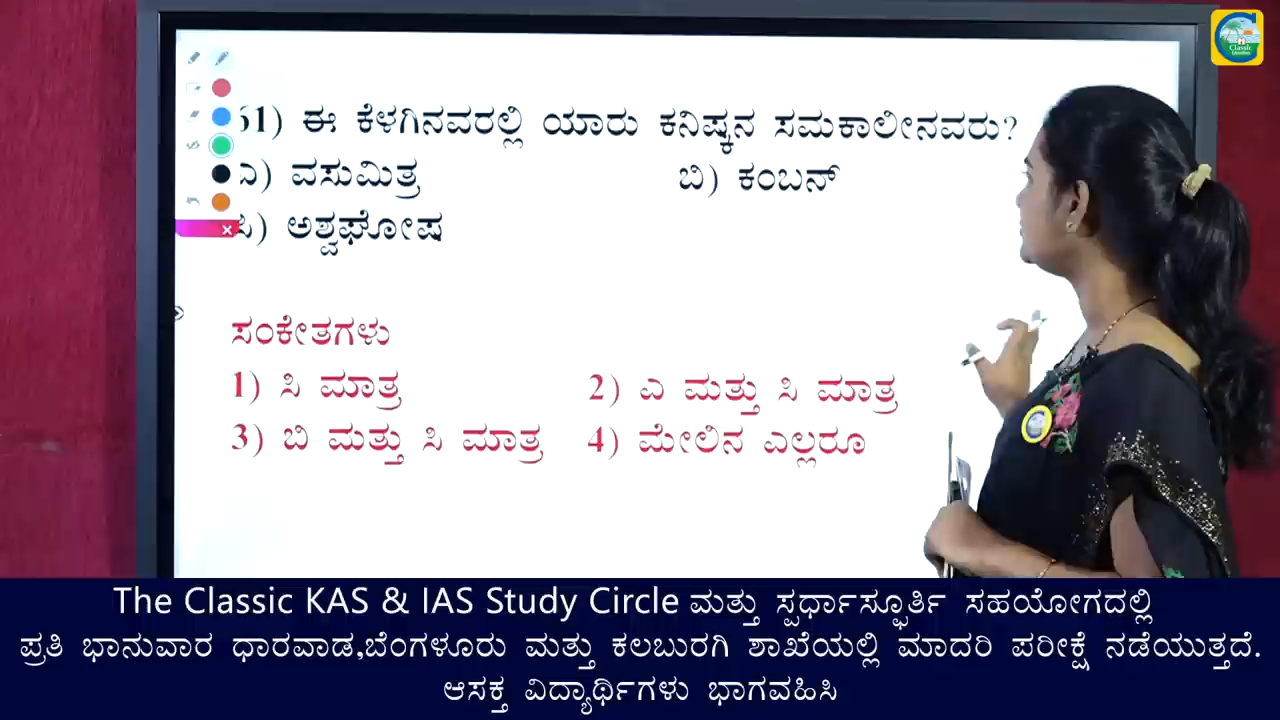 Classic
Education
61) ಈ ಕೆಳಗಿನವರಲ್ಲಿ ಯಾರು ಕನಿಷ್ಕನ ಸಮಕಾಲೀನವರು?
ಎ) ವಸುಮಿತ್ರ ಬಿ) ಕಂಬನ್
ಸಿ) ಅಶ್ವಘೋಷ
ಸಂಕೇತಗಳು
1) ಸಿ ಮಾತ್ರ 2) ಎ ಮತ್ತು ಸಿ ಮಾತ್ರ
3) ಬಿ ಮತ್ತು ಸಿ ಮಾತ್ರ 4) ಮೇಲಿನ ಎಲ್ಲರೂ
The Classic KAS & IAS Study Circle ಮತ್ತು ಸ್ಪರ್ಧಾಸ್ಫೂರ್ತಿ ಸಹಯೋಗದಲ್ಲಿ
ಪ್ರತಿ ಭಾನುವಾರ ಧಾರವಾಡ,ಬೆಂಗಳೂರು ಮತ್ತು ಕಲಬುರಗಿ ಶಾಖೆಯಲ್ಲಿ ಮಾದರಿ ಪರೀಕ್ಷೆ ನಡೆಯುತ್ತದೆ.
ಆಸಕ್ತ ವಿದ್ಯಾರ್ಥಿಗಳು ಭಾಗವಹಿಸಿ